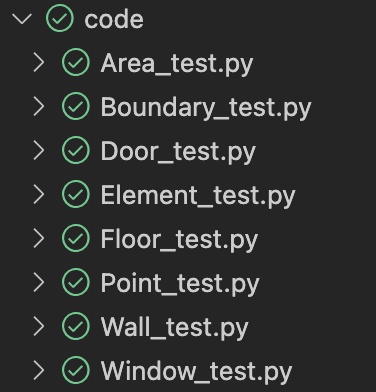 code
Area_test.py
Boundary_test.py
Door_test.py
Element_test.py
Floor_test.py
Point_test.py
Wall_test.py
Window_test.py